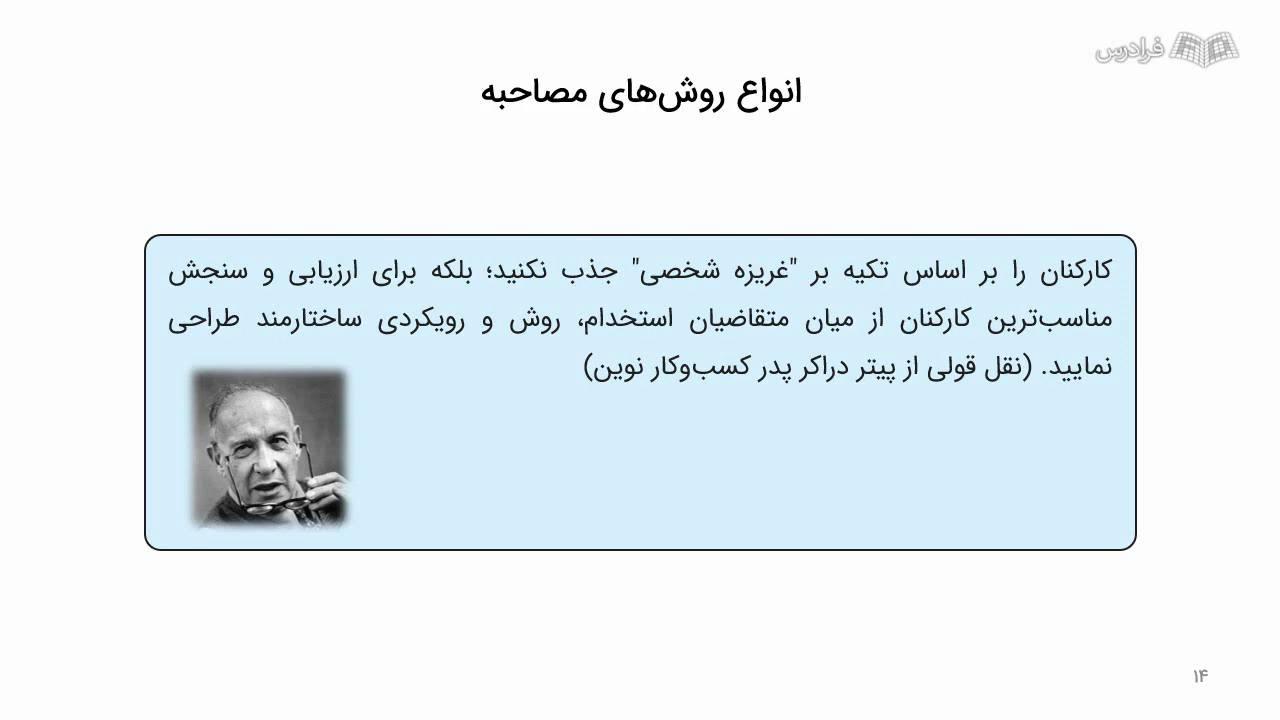 فرادرس
انواع روش‌های مصاحبه
کارکنان را بر اساس تکیه بر "غریزه شخصی" جذب نکنید؛ بلکه برای ارزیابی و سنجش
مناسب‌ترین کارکنان از میان متقاضیان استخدام، روش و رویکردی ساختارمند طراحی
نمایید. (نقل قولی از پیتر دراکر پدر کسب‌وکار نوین)
۱۴